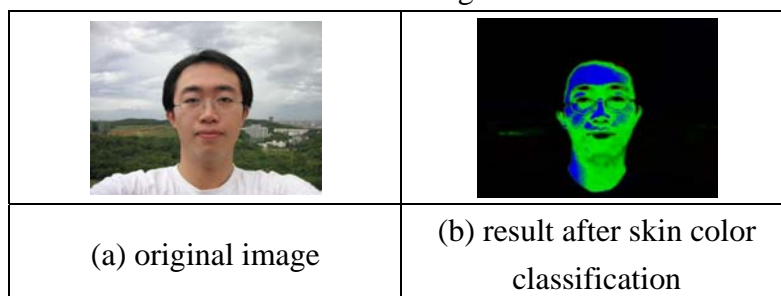 (a) original image
(b) result after skin color
classification